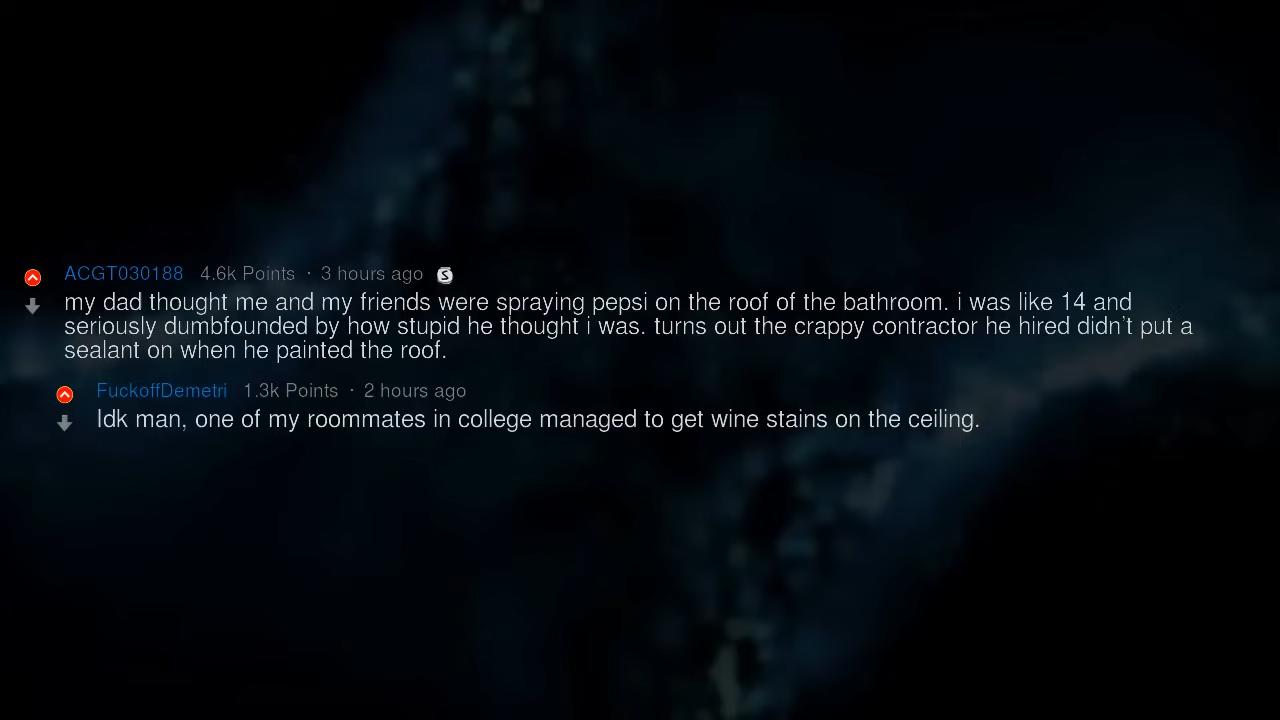 ACGT030188 4.6k Points · 3 hours ago S
my dad thought me and my friends were spraying pepsi on the roof of the bathroom. i was like 14 and
seriously dumbfounded by how stupid he thought i was. turns out the crappy contractor he hired didn't put a
sealant on when he painted the roof.
FuckoffDemetri 1.3k Points · 2 hours ago
Idk man, one of my roommates in college managed to get wine stains on the ceiling.